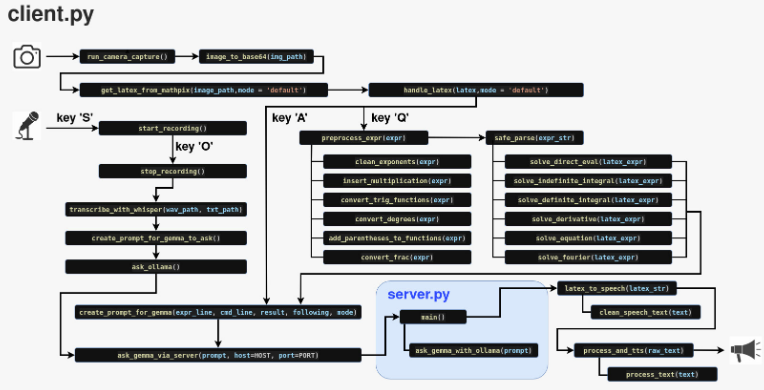 client.py
run_camera_capture()
image_to_base64(img_path)
get_latex_from_mathpix(image_path,mode = 'default')
handle_latex(latex,mode = 'default')
key 'S'
start_recording()
key 'A'
key 'Q'
key 'O'
preprocess_expr(expr)
safe_parse(expr_str)
stop_recording()
clean_exponents(expr)
solve_direct_eval(latex_expr)
insert_multiplication(expr)
solve_indefinite_integral(latex_expr)
transcribe_with_whisper(wav_path, txt_path)
convert_trig_functions(expr)
solve_definite_integral(latex_expr)
convert_degrees(expr)
solve_derivative(latex_expr)
create_prompt_for_gemma_to_ask()
add_parentheses_to_functions(expr)
solve_equation(latex_expr)
convert_frac(expr)
solve_fourier(latex_expr)
ask_ollama()
server.py
latex_to_speech(latex_str)
create_prompt_for_gemma(expr_line, cmd_line, result, following, mode)
main()
clean_speech_text(text)
ask_gemma_via_server(prompt, host=HOST, port=PORT)
ask_gemma_with_ollama(prompt)
process_and_tts(raw_text)
process_text(text)